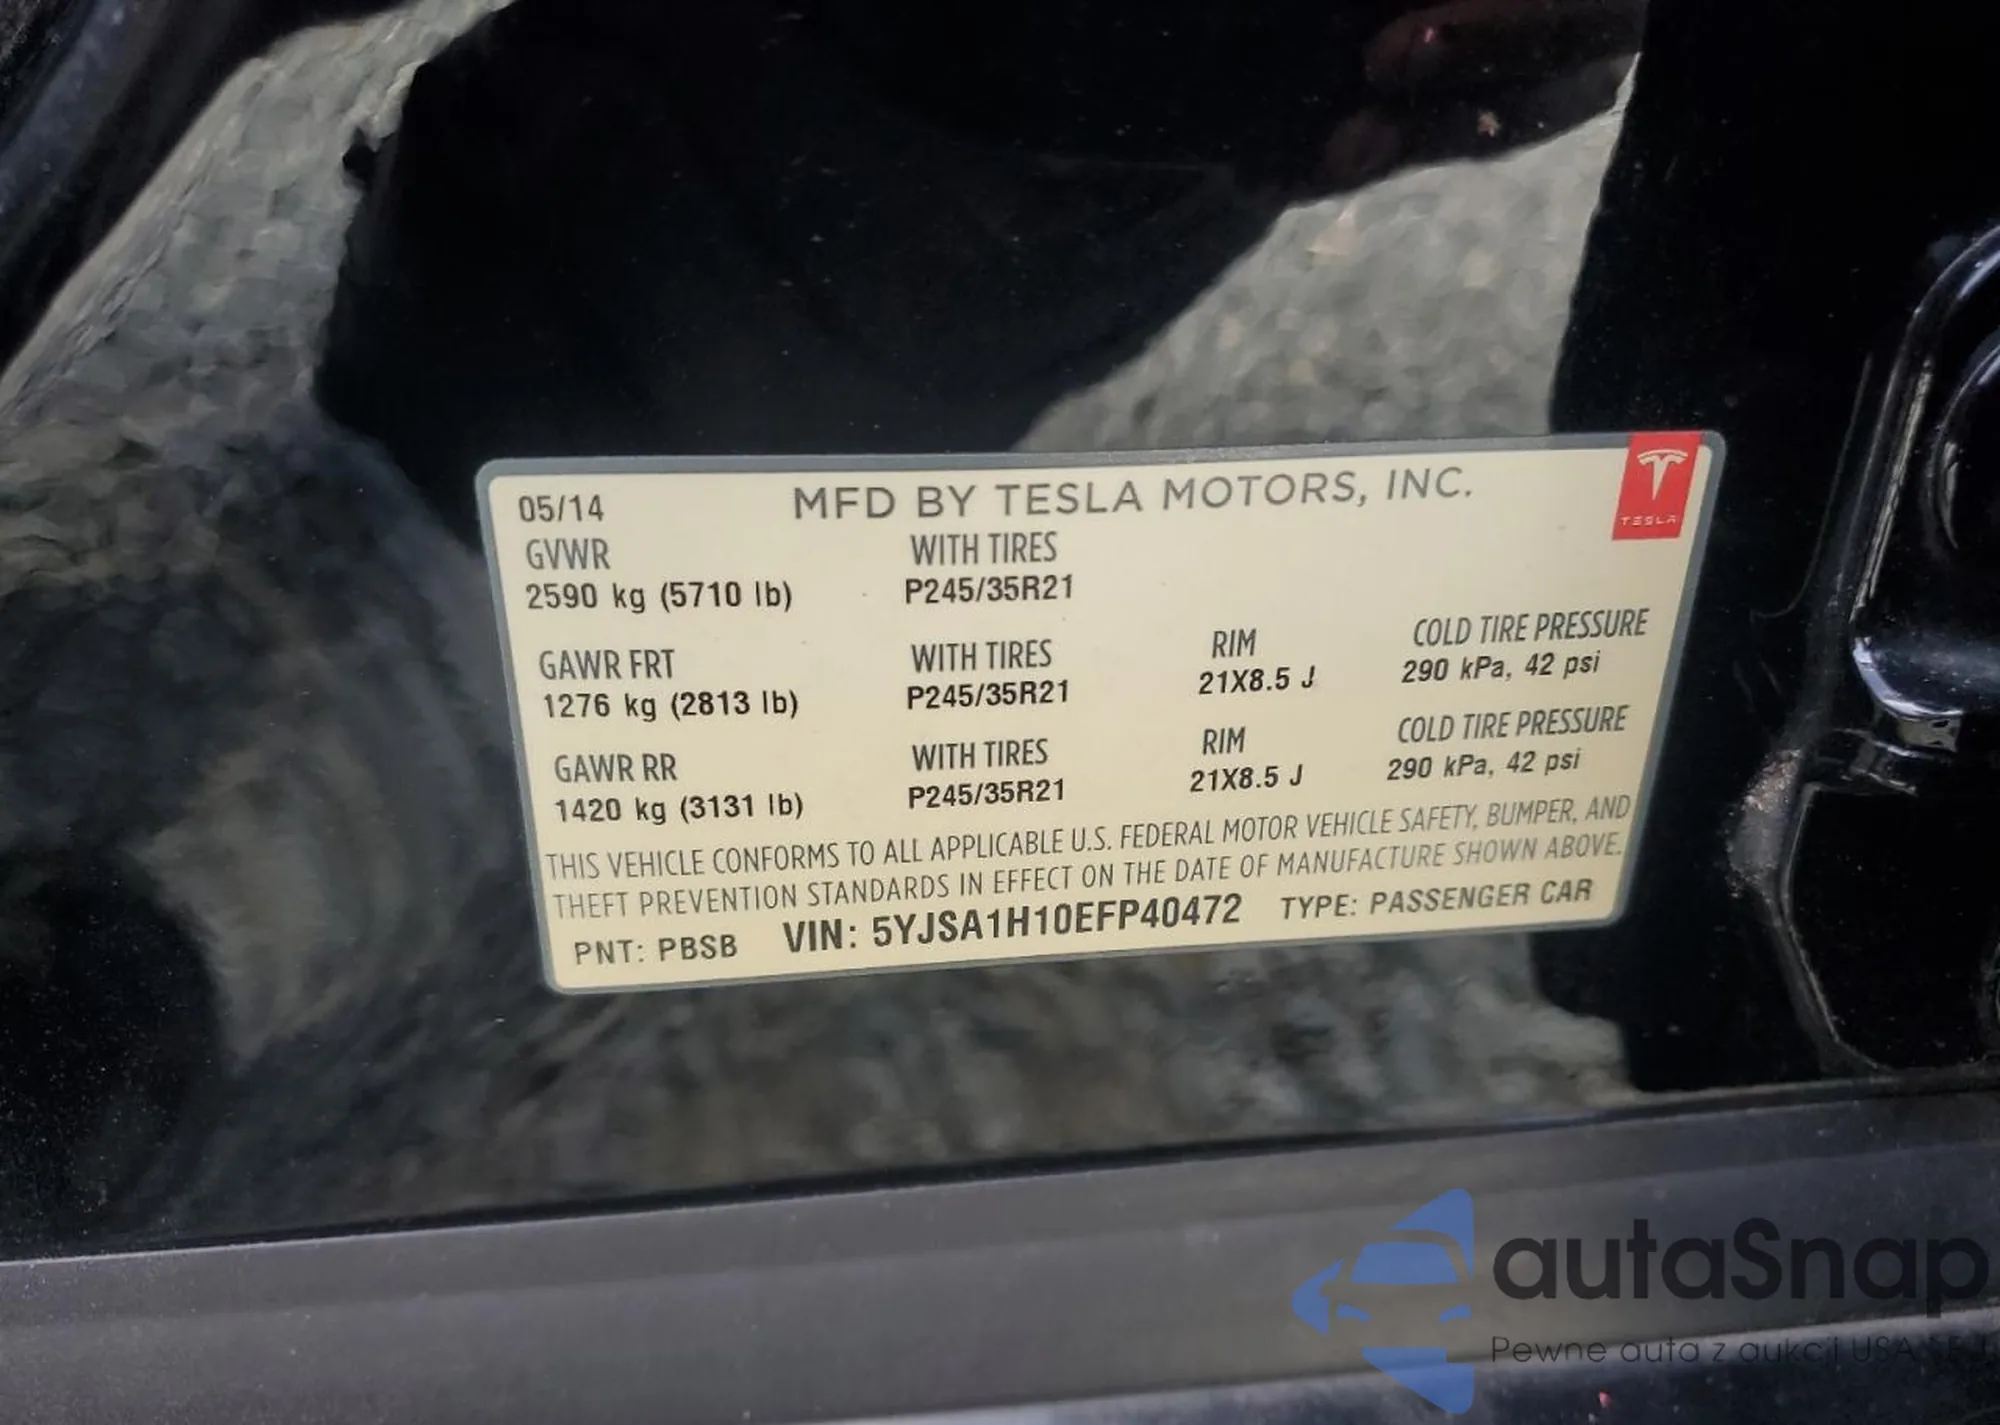 05/14 MFD BY TESLA MOTORS, INC.
TESLA
GVWR WITH TIRES
2590 kg (5710 lb) P245/35R21
GAWR FRT WITH TIRES RIM COLD TIRE PRESSURE
1276 kg (2813 lb) P245/35R21 21X8.5 J 290 kPa, 42 psi
GAWR RR WITH TIRES RIM COLD TIRE PRESSURE
1420 kg (3131 lb) P245/35R21 21X8.5 J 290 kPa, 42 psi
THIS VEHICLE CONFORMS TO ALL APPLICABLE U.S. FEDERAL MOTOR VEHICLE SAFETY, BUMPER, AND
THEFT PREVENTION STANDARDS IN EFFECT ON THE DATE OF MANUFACTURE SHOWN ABOVE.
PNT: PBSB VIN: 5YJSA1H10EFP40472 TYPE: PASSENGER CAR
autaSnap
Pewne auta z aukcji USA